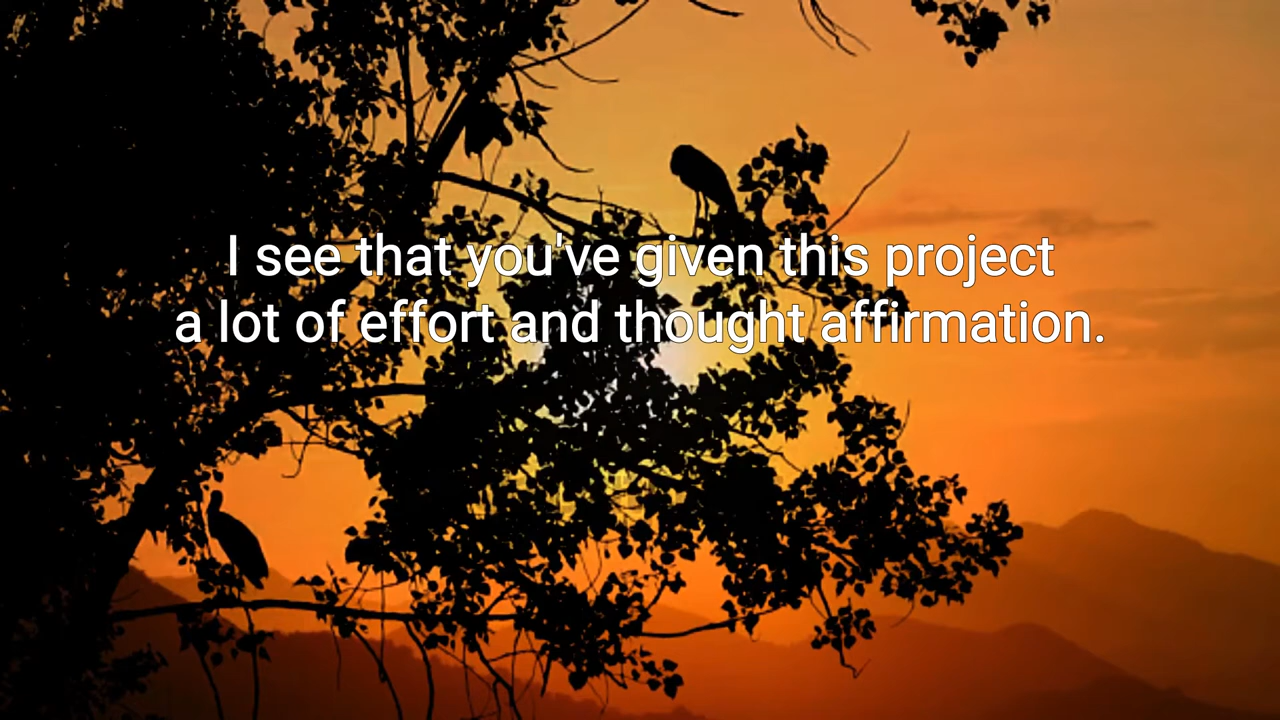 I see that you've given this project
a lot of effort and thought affirmation.